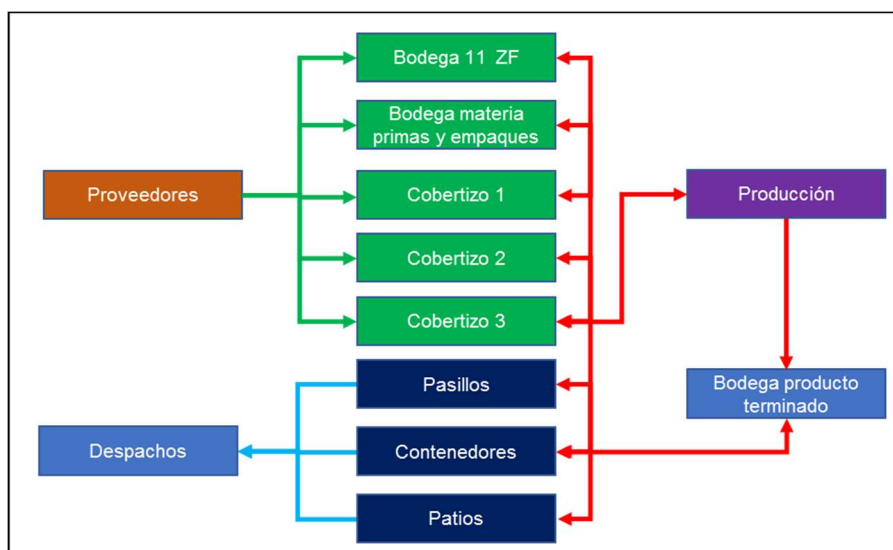 Bodega 11 ZF
Bodega materia
primas y empaques
Proveedores
Cobertizo 1
Producción
Cobertizo 2
Cobertizo 3
Pasillos
Bodega producto
terminado
Despachos
Contenedores
Patios